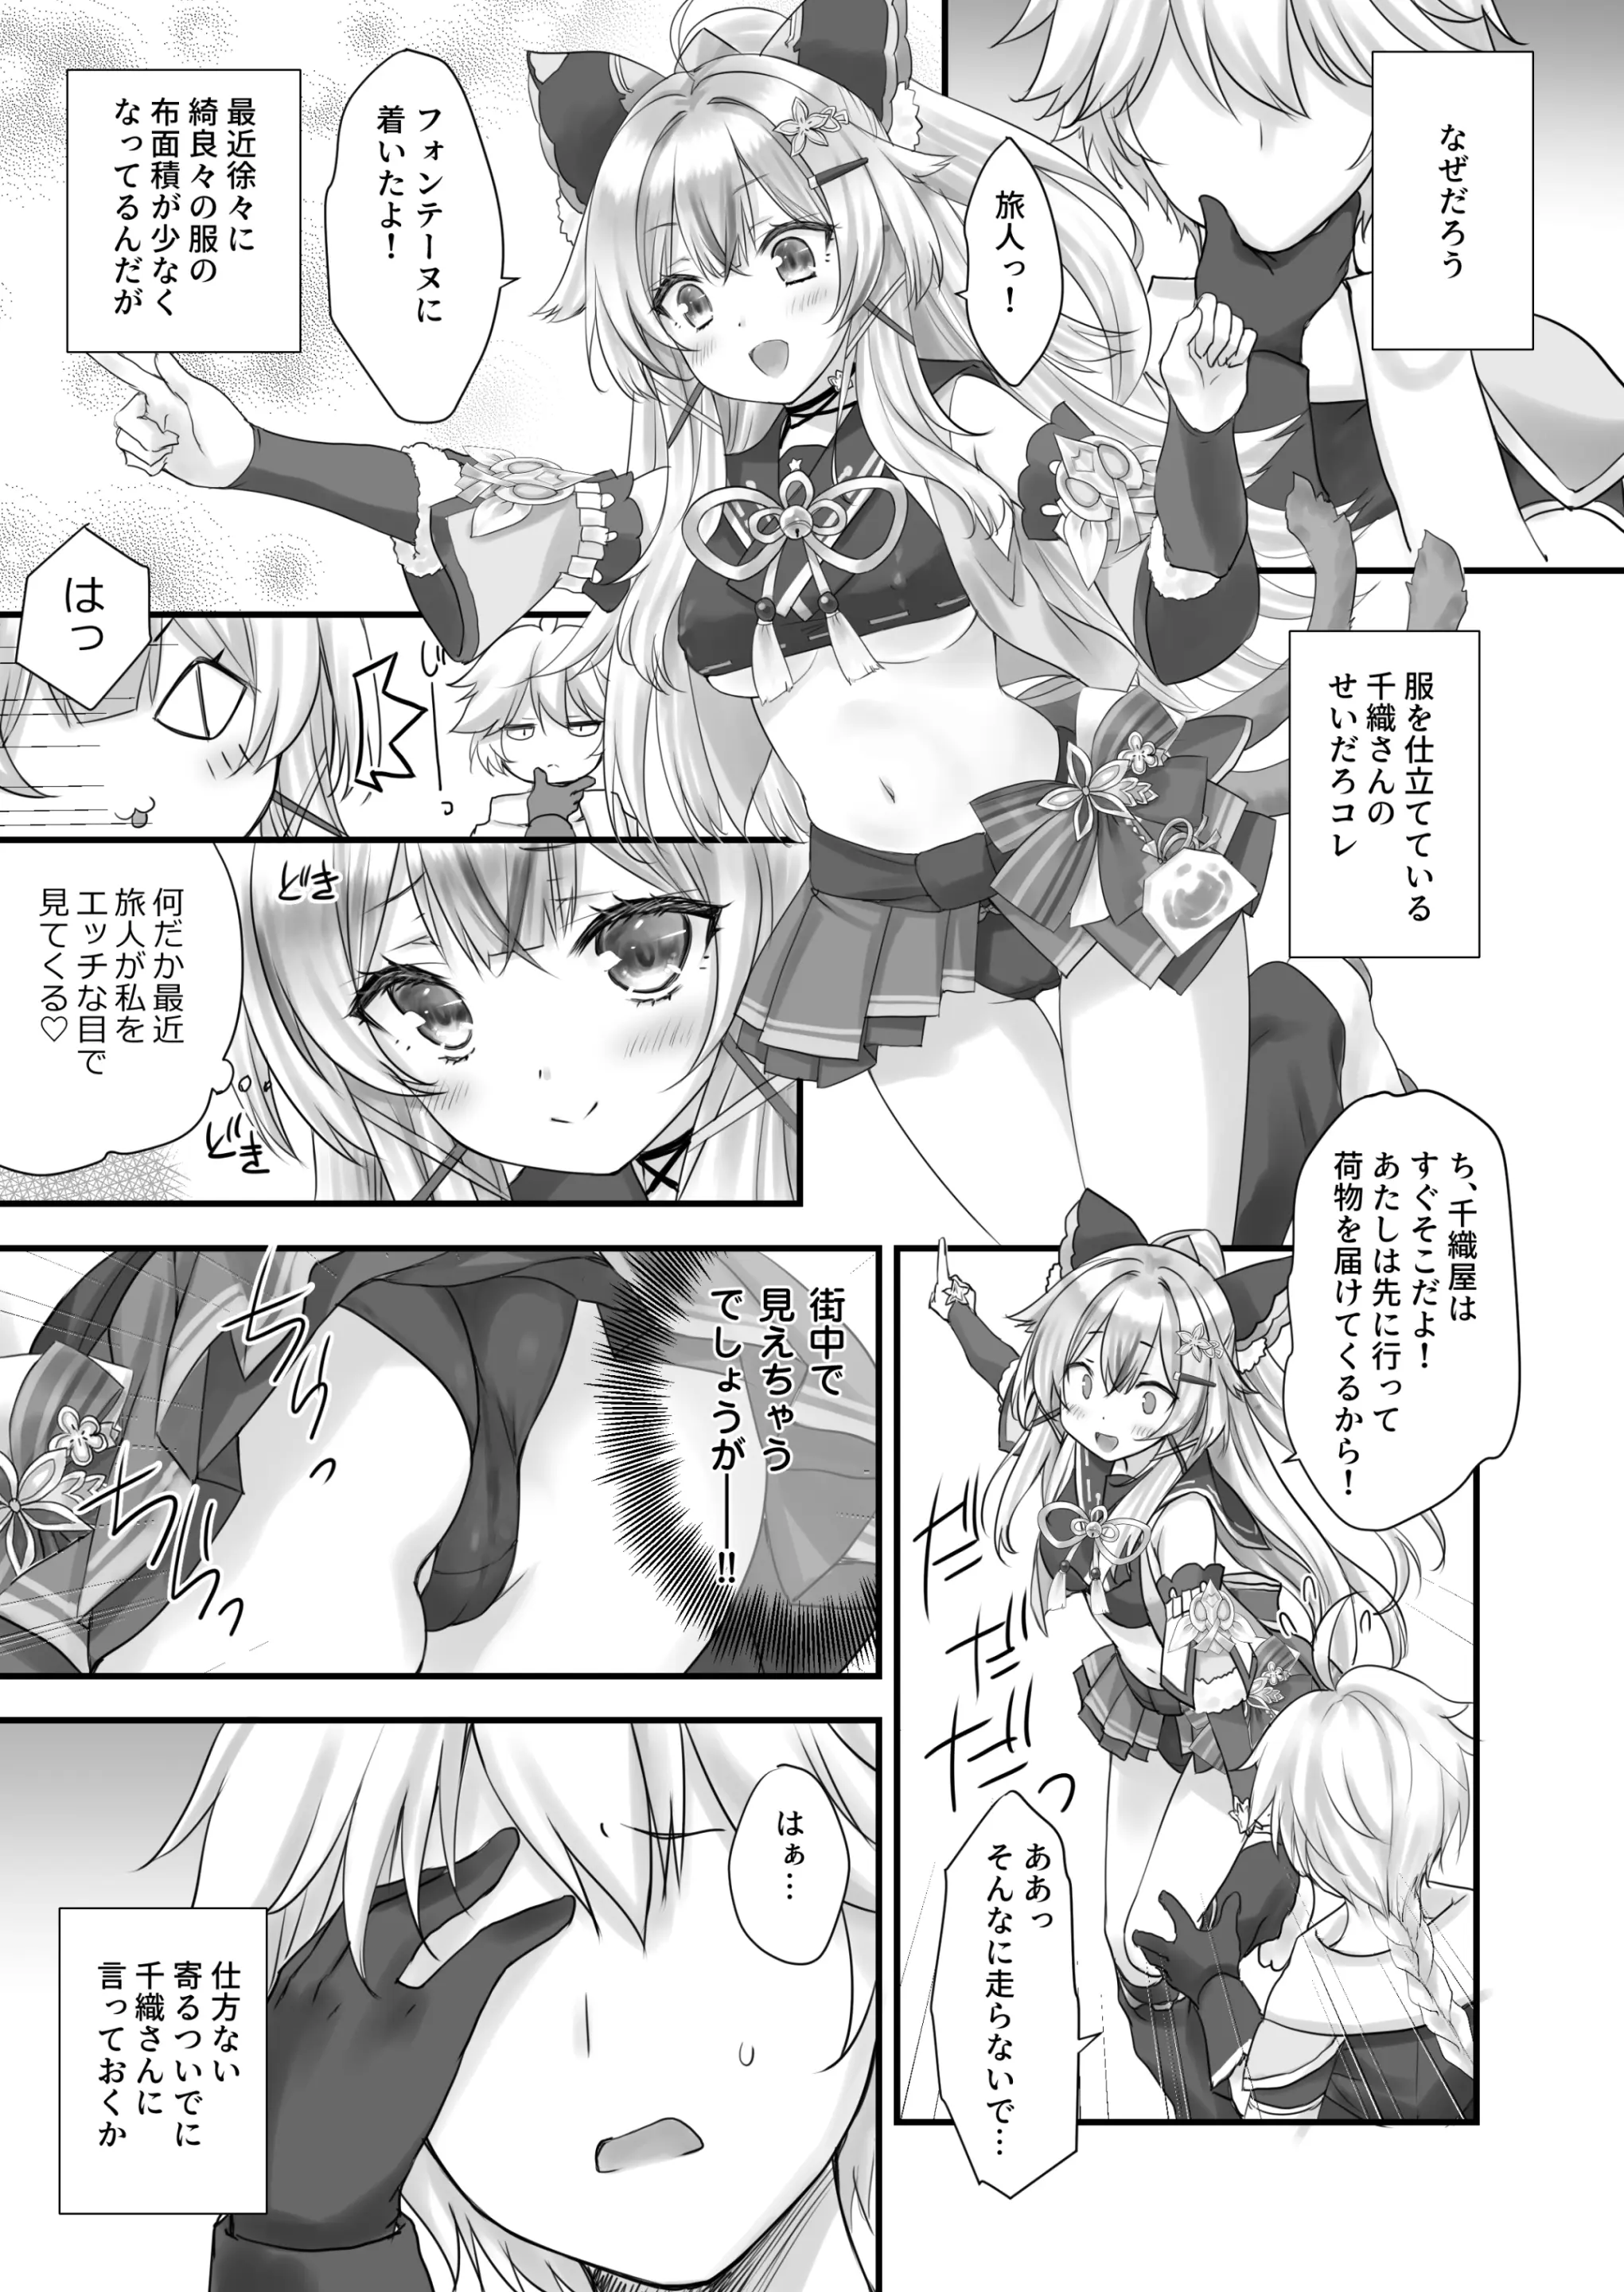 なぜだろう
旅人っ！
フォンテーヌに
着いたよ！
最近徐々に
綺良々の服の
布面積が少なく
なってるんだが
服を仕立てている
千織さんの
せいだろコレ
じーっ
はっ
どき
何だか最近
旅人が私を
エッチな目で
見てくる♡
どき
ち、千織屋は
すぐそこだよ！
あたしは先に行って
荷物を届けてくるから！
ダッ
ダッ
ダッ
ああっ
そんなに走らないで…
街中で
見えちゃう
でしょうが――!!
ちらっ
ちらっ
はぁ…
仕方ない
寄るついでに
千織さんに
言っておくか